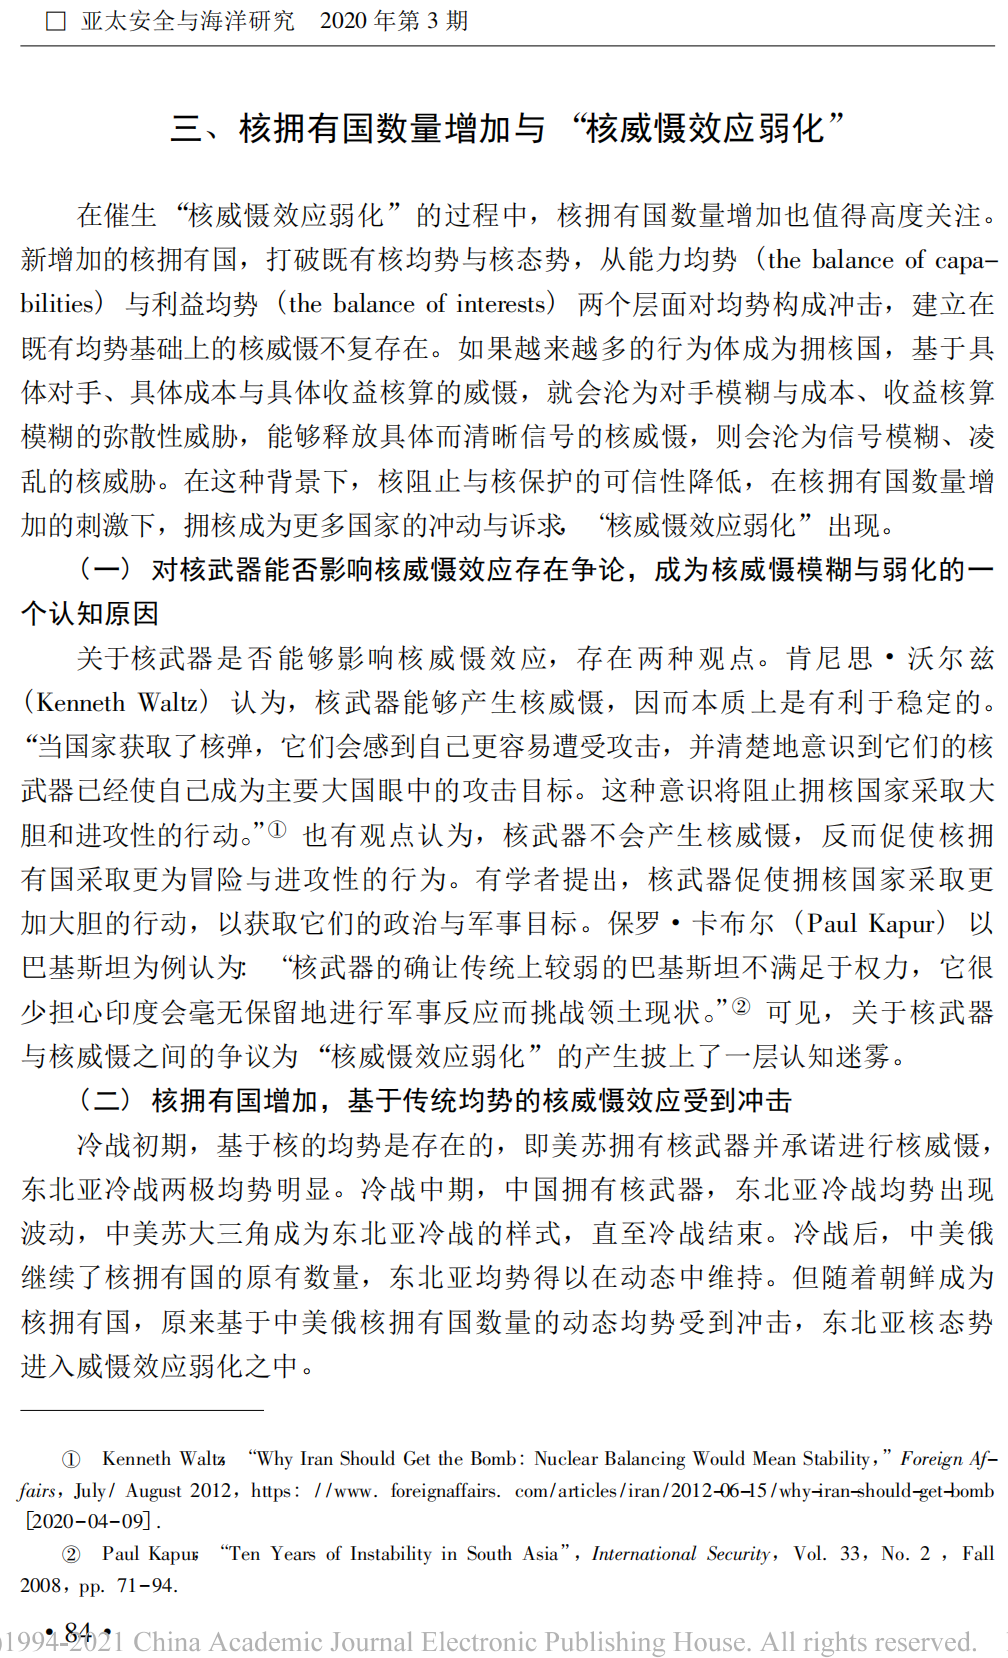 □ 亚太安全与海洋研究 2020 年第 3 期
三、核拥有国数量增加与 “核威慑效应弱化”
在催生 “核威慑效应弱化” 的过程中，核拥有国数量增加也值得高度关注。
新增加的核拥有国，打破既有核均势与核态势，从能力均势 (the balance of capa-
bilities) 与利益均势 (the balance of interests) 两个层面对均势构成冲击，建立在
既有均势基础上的核威慑不复存在。如果越来越多的行为体成为拥核国，基于具
体对手、具体成本与具体收益核算的威慑，就会沦为对手模糊与成本、收益核算
模糊的弥散性威胁，能够释放具体而清晰信号的核威慑，则会沦为信号模糊、凌
乱的核威胁。在这种背景下，核阻止与核保护的可信性降低，在核拥有国数量增
加的刺激下，拥核成为更多国家的冲动与诉求，“核威慑效应弱化” 出现。
(一) 对核武器能否影响核威慑效应存在争论，成为核威慑模糊与弱化的一
个认知原因
关于核武器是否能够影响核威慑效应，存在两种观点。肯尼思·沃尔兹
(Kenneth Waltz) 认为，核武器能够产生核威慑，因而本质上是有利于稳定的。
“当国家获取了核弹，它们会感到自己更容易遭受攻击，并清楚地意识到它们的核
武器已经使自己成为主要大国眼中的攻击目标。这种意识将阻止拥核国家采取大
胆和进攻性的行动。”① 也有观点认为，核武器不会产生核威慑，反而促使核拥
有国采取更为冒险与进攻性的行为。有学者提出，核武器促使拥核国家采取更
加大胆的行动，以获取它们的政治与军事目标。保罗·卡布尔 (Paul Kapur) 以
巴基斯坦为例认为：“核武器的确让传统上较弱的巴基斯坦不满足于权力，它很
少担心印度会毫无保留地进行军事反应而挑战领土现状。”② 可见，关于核武器
与核威慑之间的争议为 “核威慑效应弱化” 的产生披上了一层认知迷雾。
(二) 核拥有国增加，基于传统均势的核威慑效应受到冲击
冷战初期，基于核的均势是存在的，即美苏拥有核武器并承诺进行核威慑，
东北亚冷战两极均势明显。冷战中期，中国拥有核武器，东北亚冷战均势出现
波动，中美苏大三角成为东北亚冷战的样式，直至冷战结束。冷战后，中美俄
继续了核拥有国的原有数量，东北亚均势得以在动态中维持。但随着朝鲜成为
核拥有国，原来基于中美俄核拥有国数量的动态均势受到冲击，东北亚核态势
进入威慑效应弱化之中。
① Kenneth Waltz，“Why Iran Should Get the Bomb：Nuclear Balancing Would Mean Stability，” Foreign Af-
fairs，July/ August 2012，https：//www. foreignaffairs. com/articles/iran/2012-06-15/why-iran-should-get-bomb
[2020-04-09].
② Paul Kapur，“Ten Years of Instability in South Asia”，International Security，Vol. 33，No. 2 ，Fall
2008，pp. 71-94.
· 84 ·
)1994-2021 China Academic Journal Electronic Publishing House. All rights reserved.